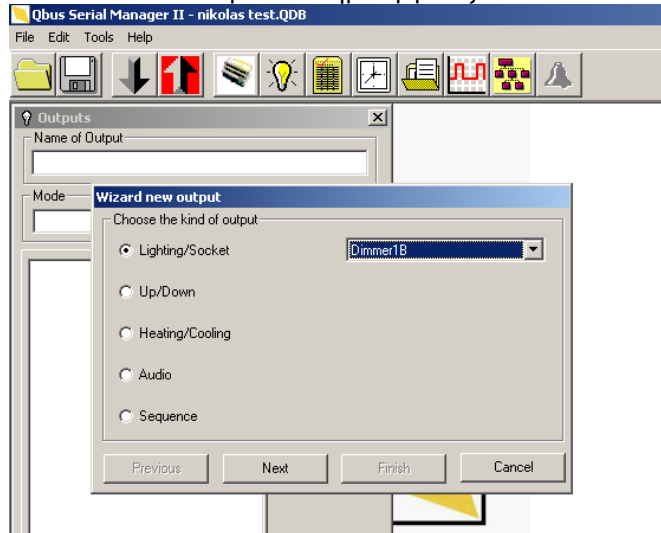 Qbus Serial Manager II - nikolas test.QDB
File Edit Tools Help
Outputs
Name of Output
Mode
Wizard new output
Choose the kind of output
Lighting/Socket
Dimmer1B
Up/Down
Heating/Cooling
Audio
Sequence
Previous
Next
Finish
Cancel